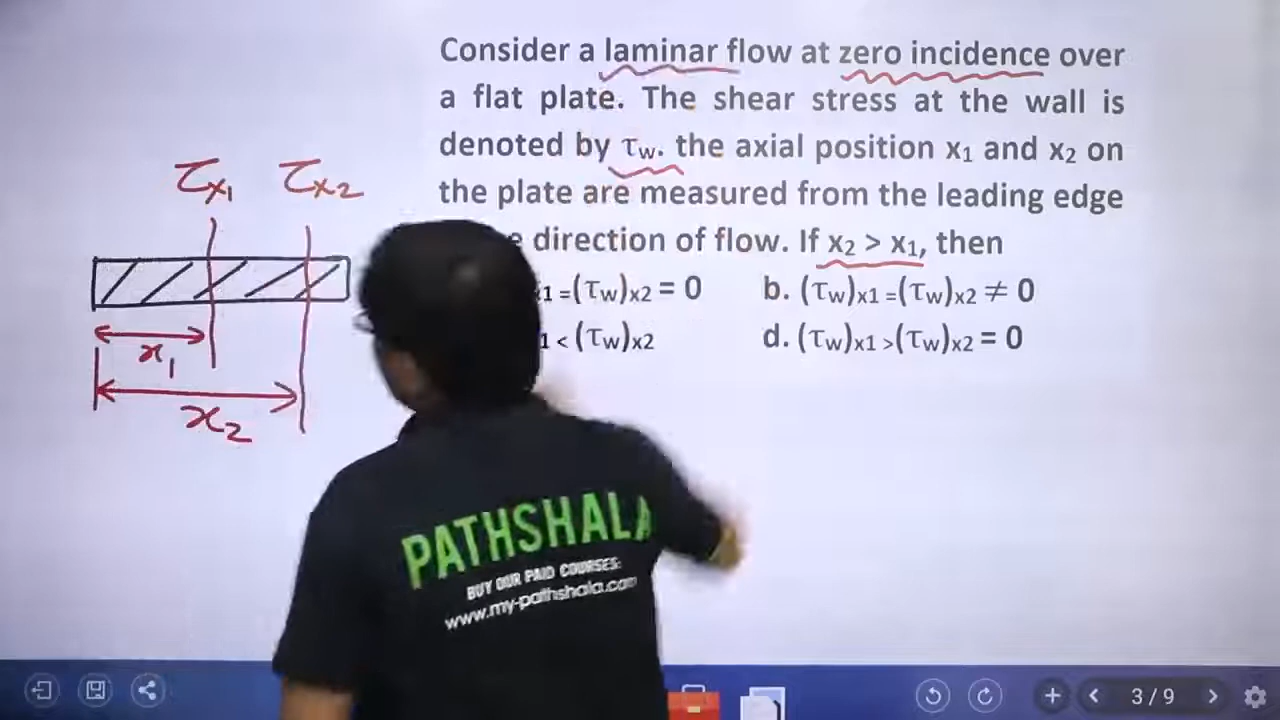 Consider a laminar flow at zero incidence over
a flat plate. The shear stress at the wall is
denoted by τw. the axial position x₁ and x₂ on
the plate are measured from the leading edge
direction of flow. If x₂ > x₁, then
x1 =(τw)x2 = 0 b. (τw)x1 =(τw)x2 ≠ 0
1 < (τw)x2 d. (τw)x1 >(τw)x2 = 0
τx₁ τx₂
x₁
x₂
PATHSHALA
BUY OUR PAID COURSES:
www.my-pathshala.com
3 / 9